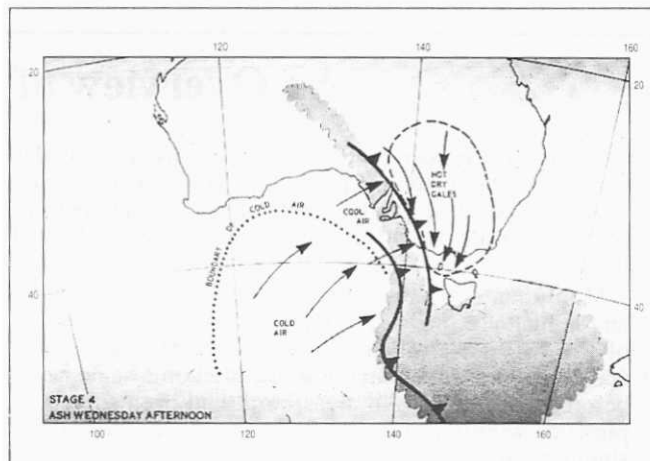 120
140
160
20
20
HOT
DRY
GALES
COOL
AIR
BOUNDARY OF COLD AIR
40
40
COLD
AIR
STAGE 4
ASH WEDNESDAY AFTERNOON
100
120
140
160